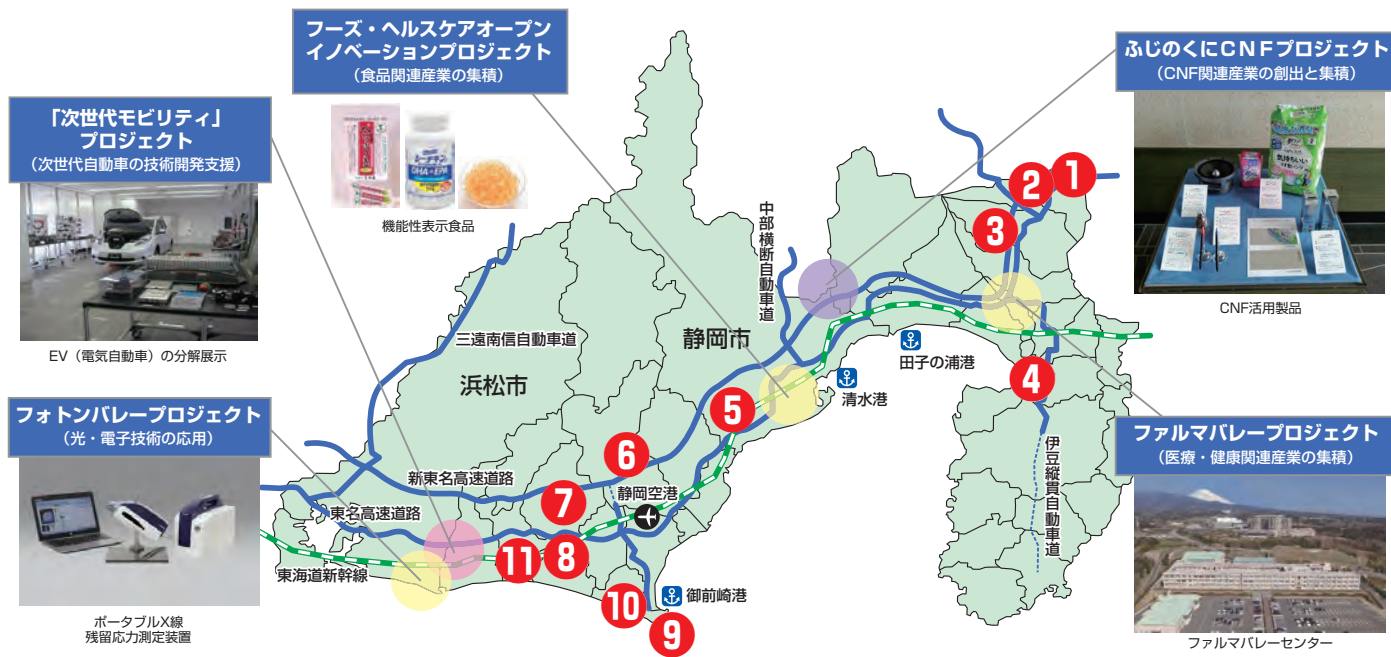 フーズ・ヘルスケアオープン
イノベーションプロジェクト
（食品関連産業の集積）
機能性表示食品
ふじのくにCNFプロジェクト
（CNF関連産業の創出と集積）
CNF活用製品
「次世代モビリティ」
プロジェクト
（次世代自動車の技術開発支援）
EV（電気自動車）の分解展示
フォトンバレープロジェクト
（光・電子技術の応用）
ポータブルX線
残留応力測定装置
ファルマバレープロジェクト
（医療・健康関連産業の集積）
ファルマバレーセンター
中部横断自動車道
三遠南信自動車道
静岡市
浜松市
田子の浦港
清水港
伊豆縦貫自動車道
新東名高速道路
静岡空港
東名高速道路
東海道新幹線
御前崎港
1
2
3
4
5
6
7
8
9
10
11
DHA+EPA